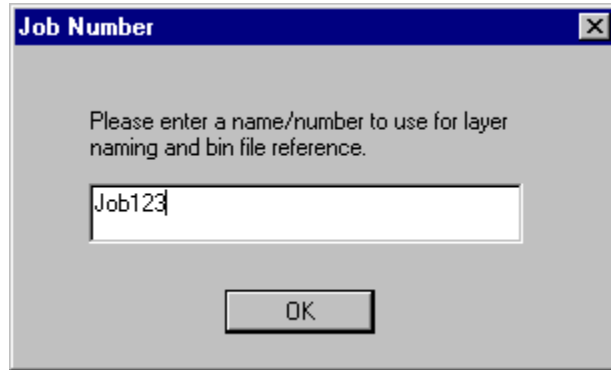 Job Number
Please enter a name/number to use for layer
naming and bin file reference.
Job123
OK